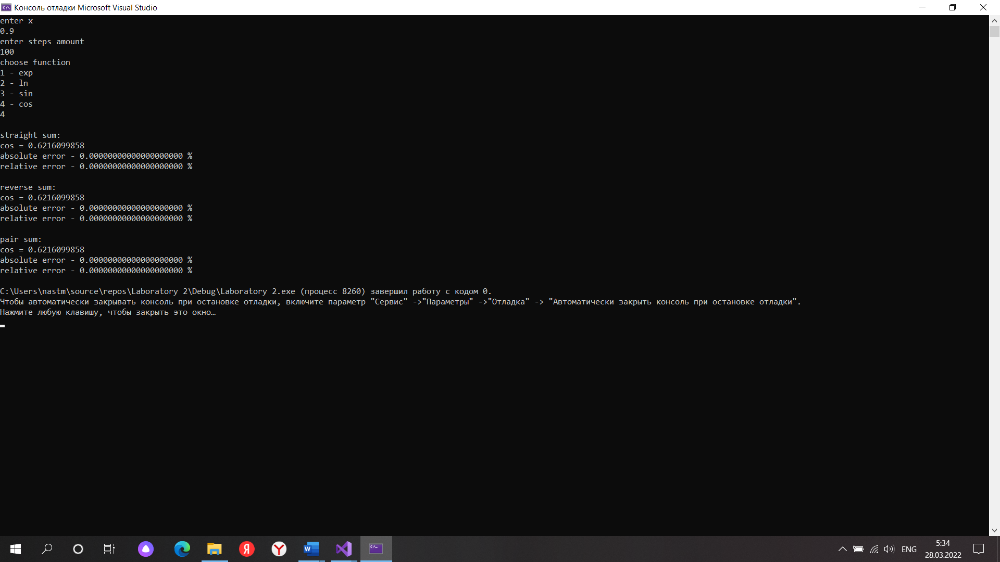 Консоль отладки Microsoft Visual Studio
enter x
0.9
enter steps amount
100
choose function
1 - exp
2 - ln
3 - sin
4 - cos
4
straight sum:
cos = 0.6216099858
absolute error - 0.00000000000000000000 %
relative error - 0.00000000000000000000 %
reverse sum:
cos = 0.6216099858
absolute error - 0.00000000000000000000 %
relative error - 0.00000000000000000000 %
pair sum:
cos = 0.6216099858
absolute error - 0.00000000000000000000 %
relative error - 0.00000000000000000000 %
C:\Users\nastm\source\repos\Laboratory 2\Debug\Laboratory 2.exe (процесс 8260) завершил работу с кодом 0.
Чтобы автоматически закрывать консоль при остановке отладки, включите параметр "Сервис" ->"Параметры" ->"Отладка" -> "Автоматически закрыть консоль при остановке отладки".
Нажмите любую клавишу, чтобы закрыть это окно…
ENG
5:34
28.03.2022